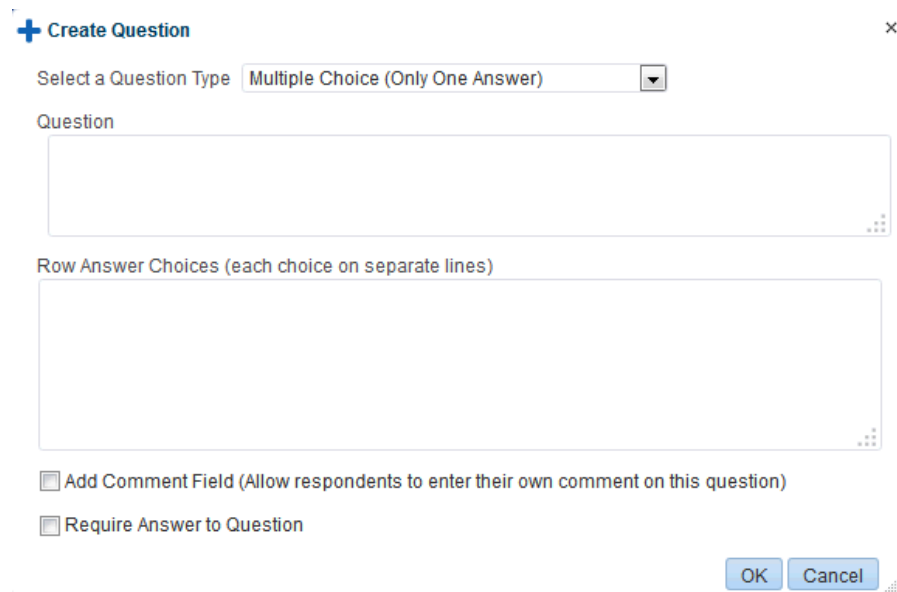 Create Question
Select a Question Type Multiple Choice (Only One Answer)
Question
Row Answer Choices (each choice on separate lines)
Add Comment Field (Allow respondents to enter their own comment on this question)
Require Answer to Question
OK Cancel